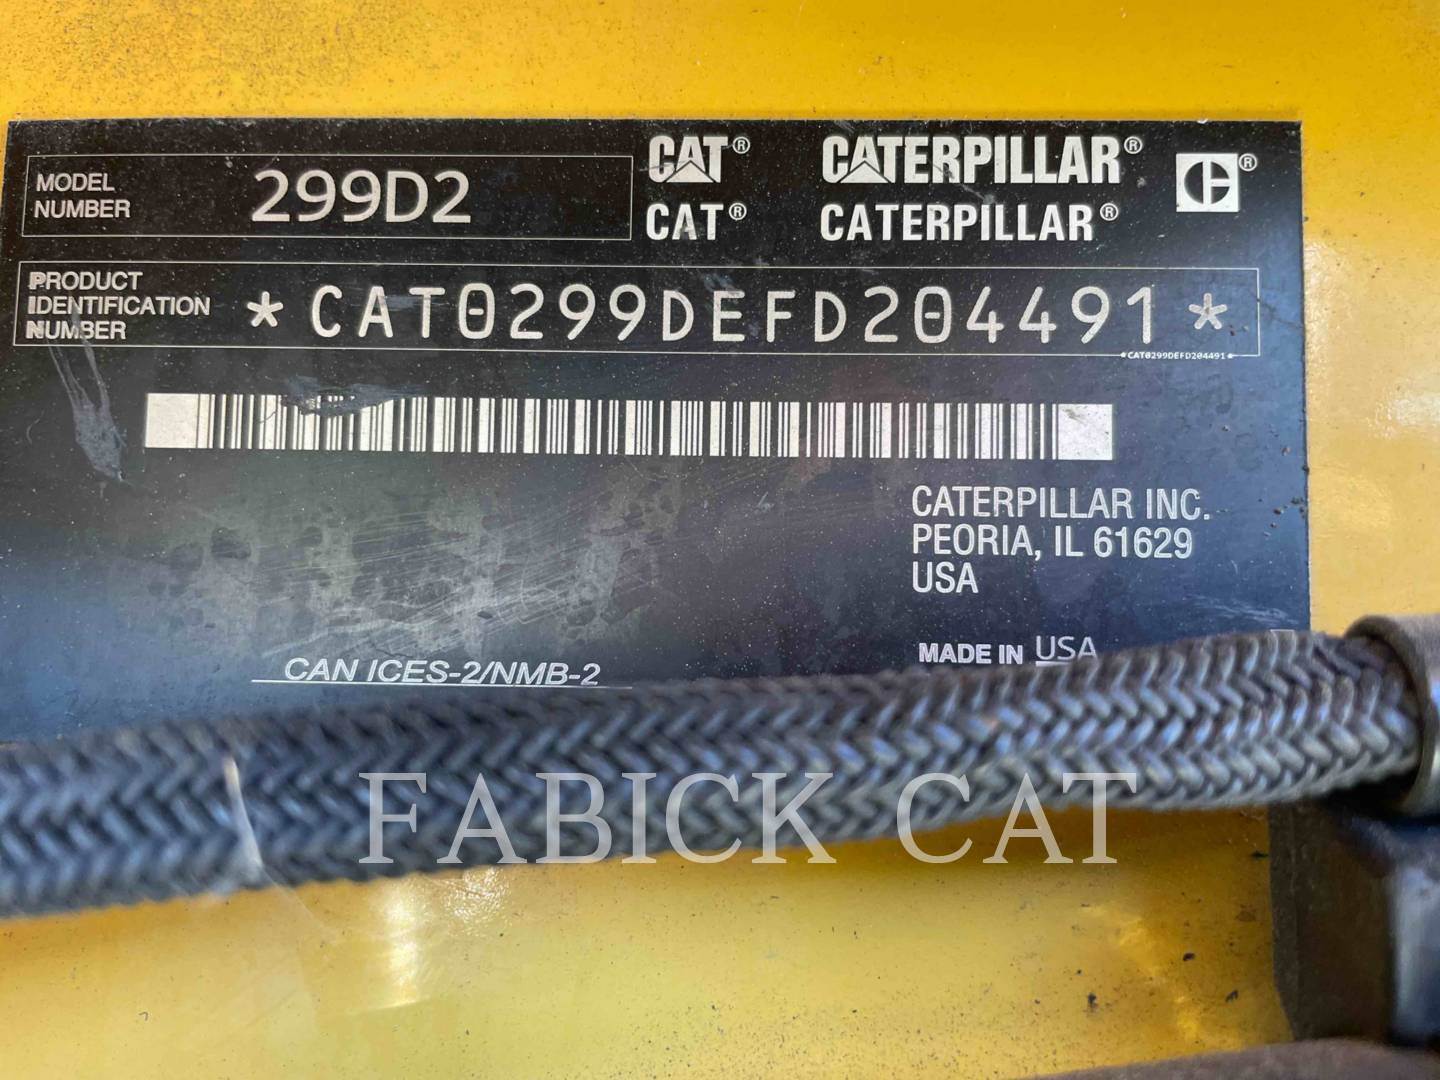 MODEL NUMBER 299D2
CAT® CATERPILLAR® ®
CAT® CATERPILLAR®
PRODUCT IDENTIFICATION NUMBER *CAT0299DEFD204491*
*CAT0299DEFD204491*
CATERPILLAR INC.
PEORIA, IL 61629
USA
MADE IN USA
CAN ICES-2/NMB-2
FABICK CAT